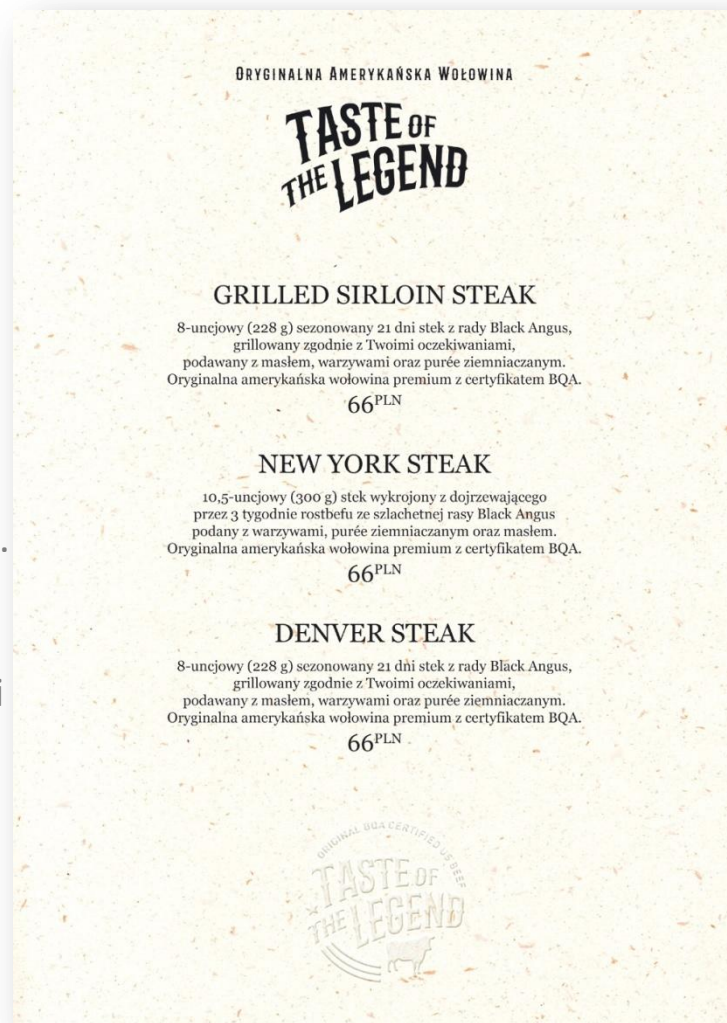 Oryginalna Amerykańska Wołowina
TASTE OF
THE LEGEND
GRILLED SIRLOIN STEAK
8-uncjowy (228 g) sezonowany 21 dni stek z rady Black Angus,
grillowany zgodnie z Twoimi oczekiwaniami,
podawany z masłem, warzywami oraz purée ziemniaczanym.
Oryginalna amerykańska wołowina premium z certyfikatem BQA.
66PLN
NEW YORK STEAK
10,5-uncjowy (300 g) stek wykrojony z dojrzewającego
przez 3 tygodnie rostbefu ze szlachetnej rasy Black Angus
podany z warzywami, purée ziemniaczanym oraz masłem.
Oryginalna amerykańska wołowina premium z certyfikatem BQA.
66PLN
DENVER STEAK
8-uncjowy (228 g) sezonowany 21 dni stek z rady Black Angus,
grillowany zgodnie z Twoimi oczekiwaniami,
podawany z masłem, warzywami oraz purée ziemniaczanym.
Oryginalna amerykańska wołowina premium z certyfikatem BQA.
66PLN
ORIGINAL BQA CERTIFIED US BEEF
TASTE OF
THE LEGEND